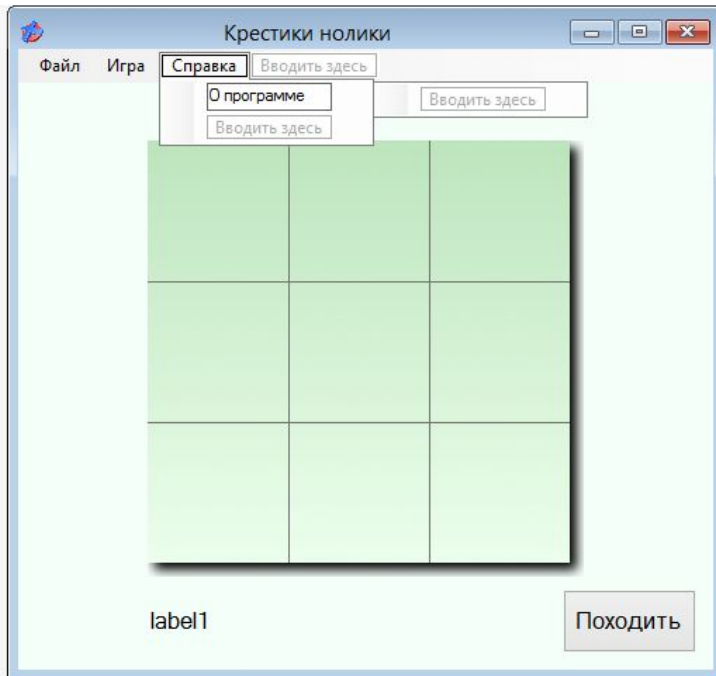 Крестики нолики
Файл Игра Справка Вводить здесь
О программе Вводить здесь
Вводить здесь
label1 Походить